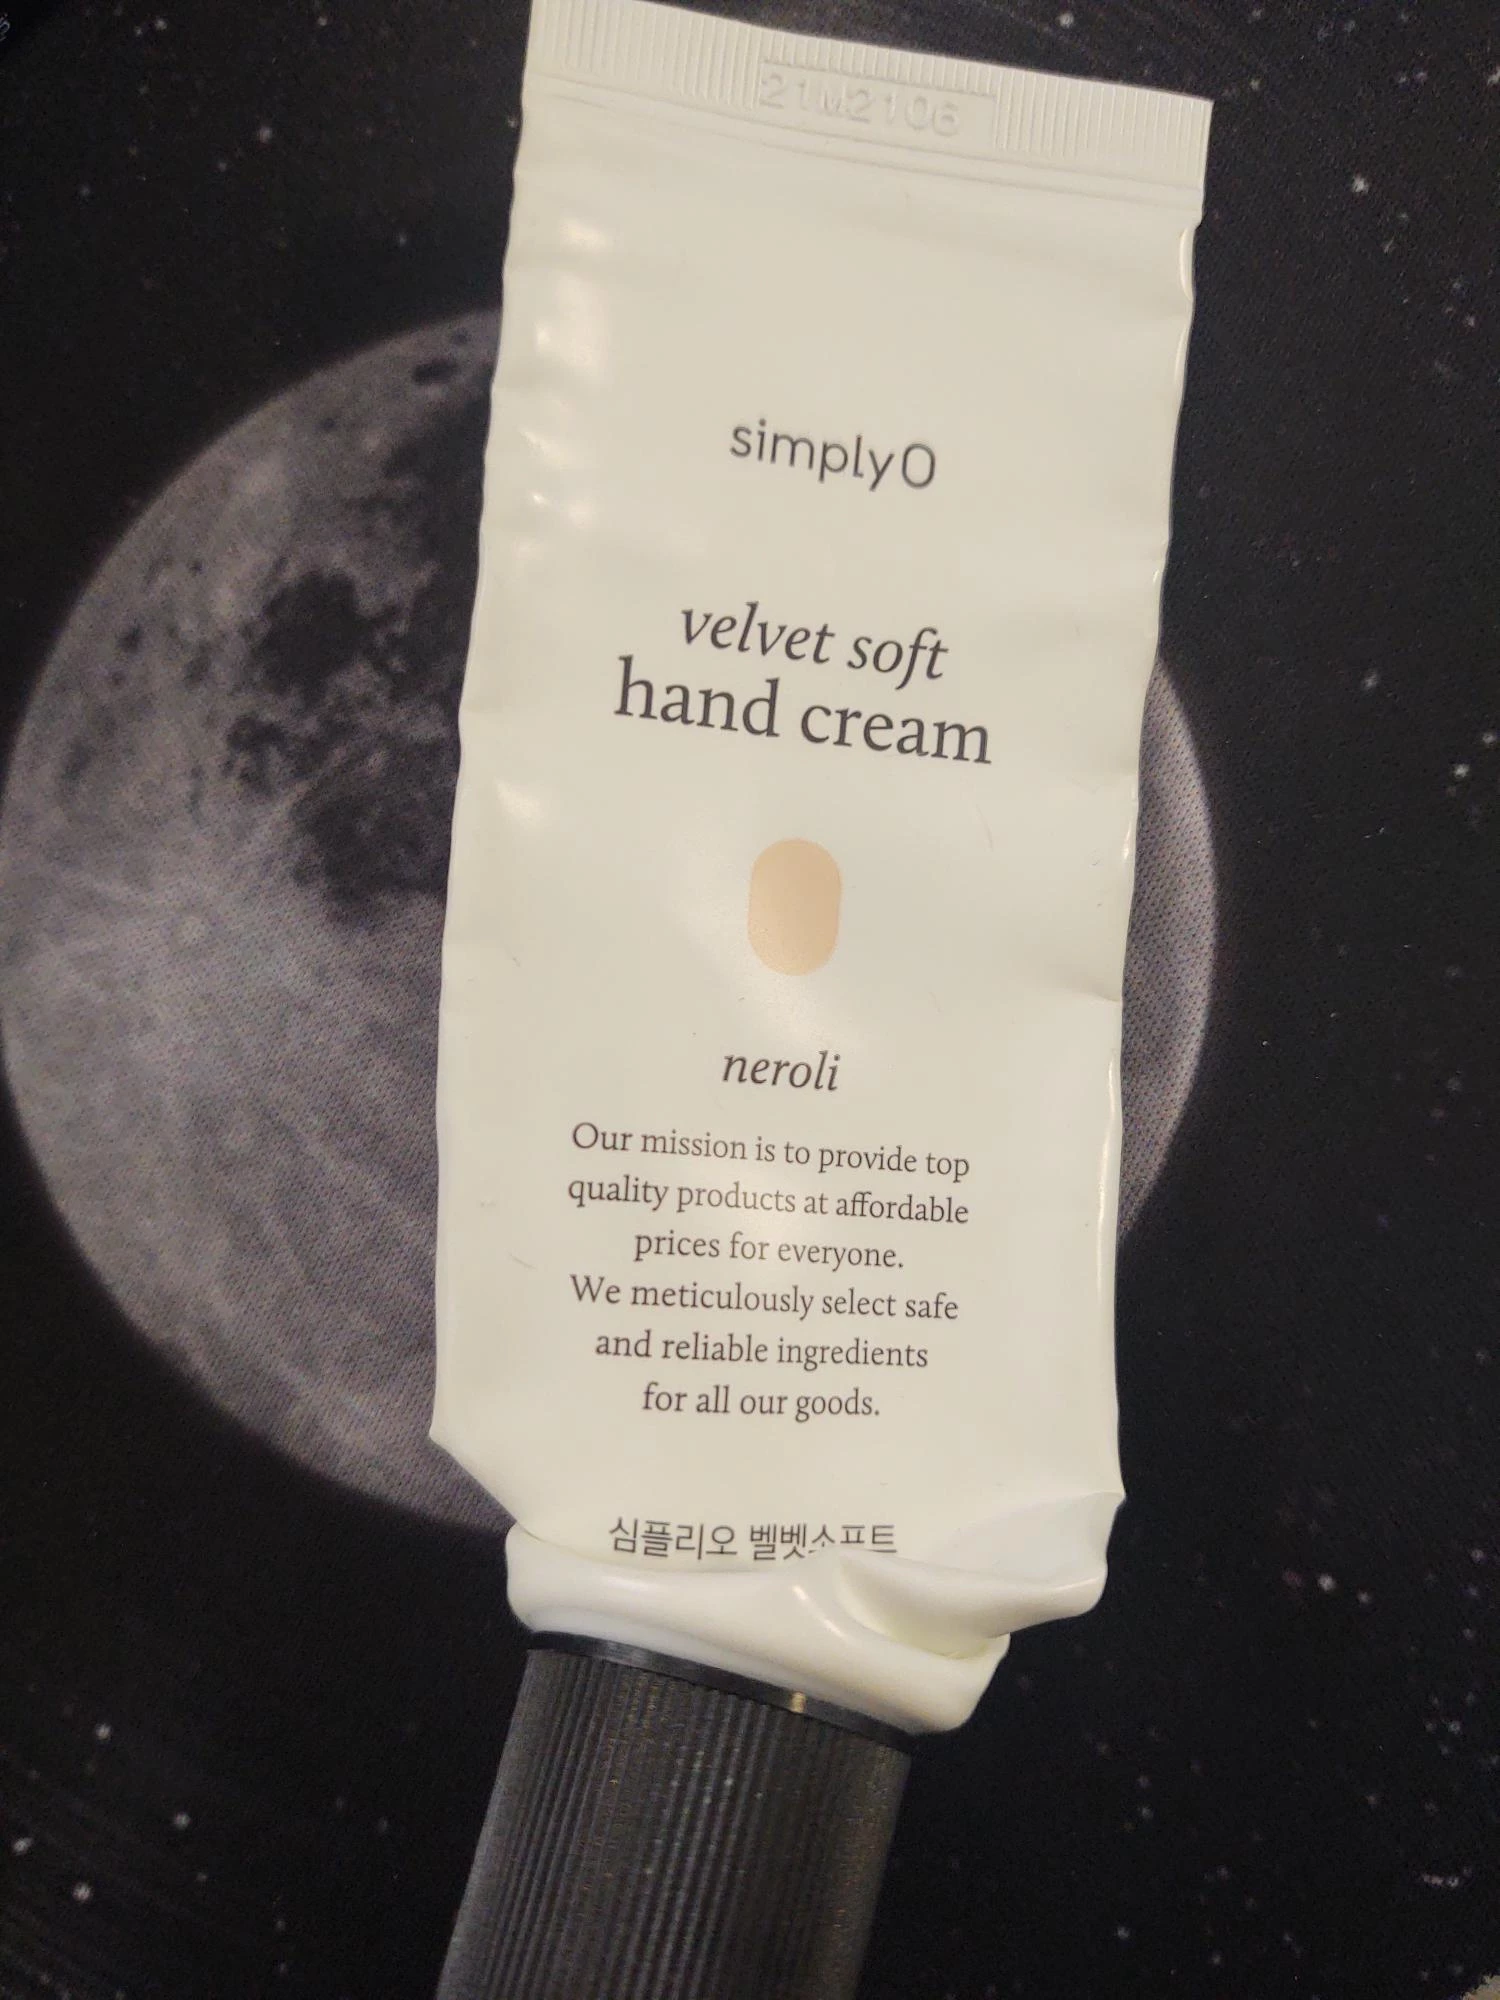 21M2106
simplyO
velvet soft
hand cream
neroli
Our mission is to provide top
quality products at affordable
prices for everyone.
We meticulously select safe
and reliable ingredients
for all our goods.
심플리오 벨벳소프트